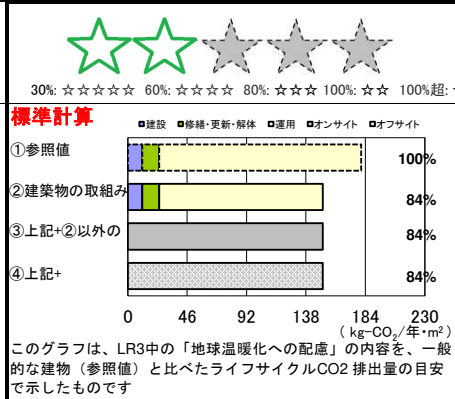 30%: ☆☆☆☆☆ 60%: ☆☆☆☆ 80%: ☆☆☆ 100%: ☆☆ 100%超:
標準計算
■建設 ■修繕・更新・解体 □運用 ■オンサイト ■オフサイト
①参照値 100%
②建築物の取組み 84%
③上記+②以外の 84%
④上記+ 84%
0 46 92 138 184 230
( kg-CO₂/年・m²)
このグラフは、LR3中の「地球温暖化への配慮」の内容を、一般
的な建物（参照値）と比べたライフサイクルCO2 排出量の目安
で示したものです